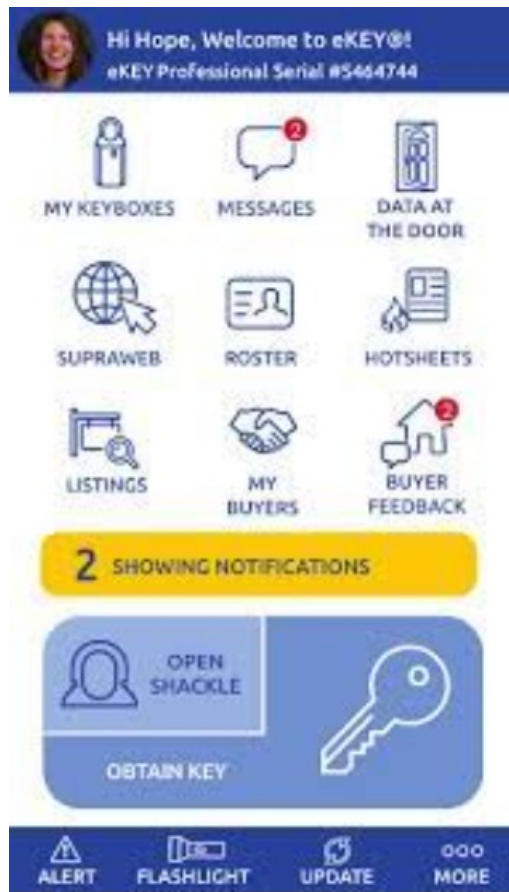 Hi Hope, Welcome to eKEY®!
eKEY Professional Serial #5464744
MY KEYBOXES
2
MESSAGES
DATA AT
THE DOOR
SUPRAWEB
ROSTER
HOTSHEETS
LISTINGS
MY
BUYERS
2
BUYER
FEEDBACK
2 SHOWING NOTIFICATIONS
OPEN
SHACKLE
OBTAIN KEY
ALERT
FLASHLIGHT
UPDATE
MORE